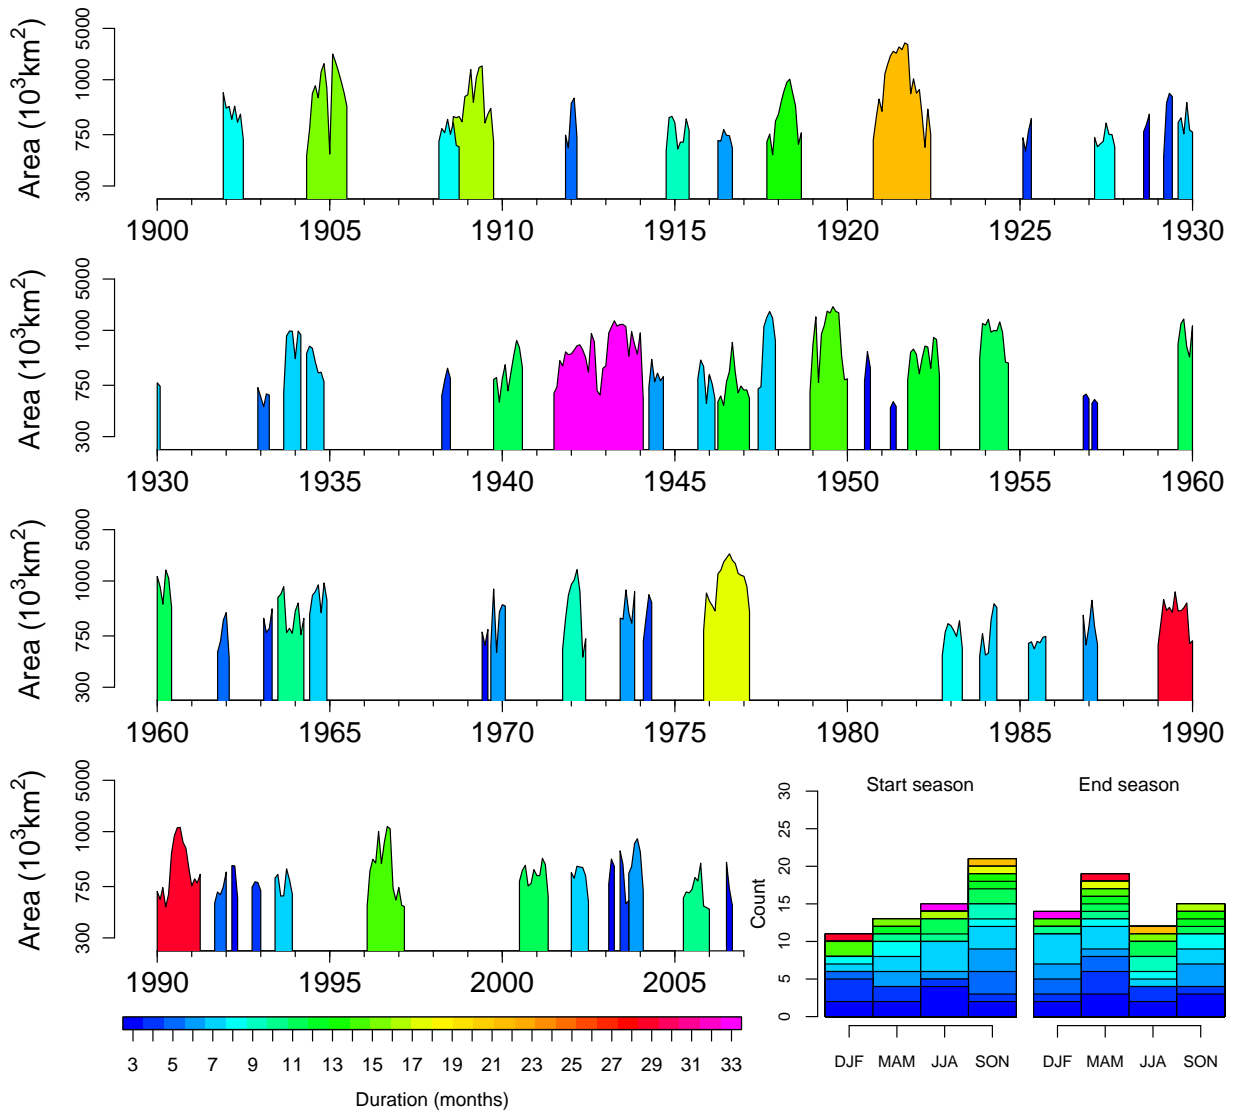 Area (10³km²)
5000
1000
750
300
1900 1905 1910 1915 1920 1925 1930
Area (10³km²)
5000
1000
750
300
1930 1935 1940 1945 1950 1955 1960
Area (10³km²)
5000
1000
750
300
1960 1965 1970 1975 1980 1985 1990
Area (10³km²)
5000
1000
750
300
1990 1995 2000 2005
3 5 7 9 11 13 15 17 19 21 23 25 27 29 31 33
Duration (months)
Start season End season
Count
30
25
20
15
10
5
0
DJF MAM JJA SON DJF MAM JJA SON